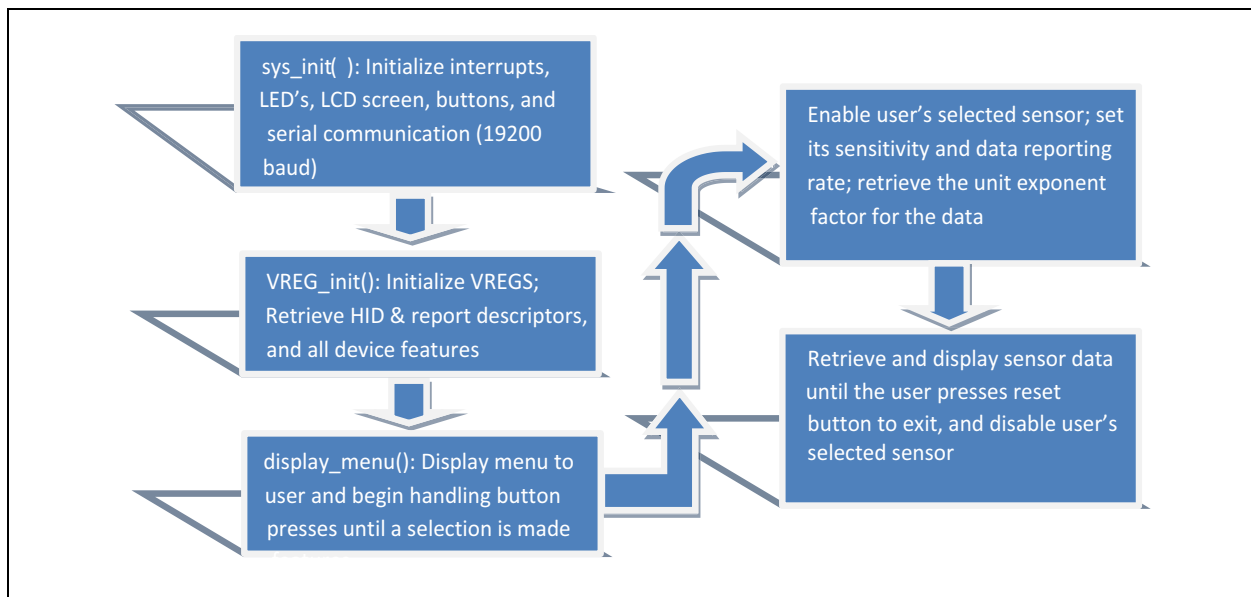 sys_init( ): Initialize interrupts,
LED’s, LCD screen, buttons, and
serial communication (19200
baud)
VREG_init(): Initialize VREGS;
Retrieve HID & report descriptors,
and all device features
display_menu(): Display menu to
user and begin handling button
presses until a selection is made
Enable user’s selected sensor; set
its sensitivity and data reporting
rate; retrieve the unit exponent
factor for the data
Retrieve and display sensor data
until the user presses reset
button to exit, and disable user’s
selected sensor